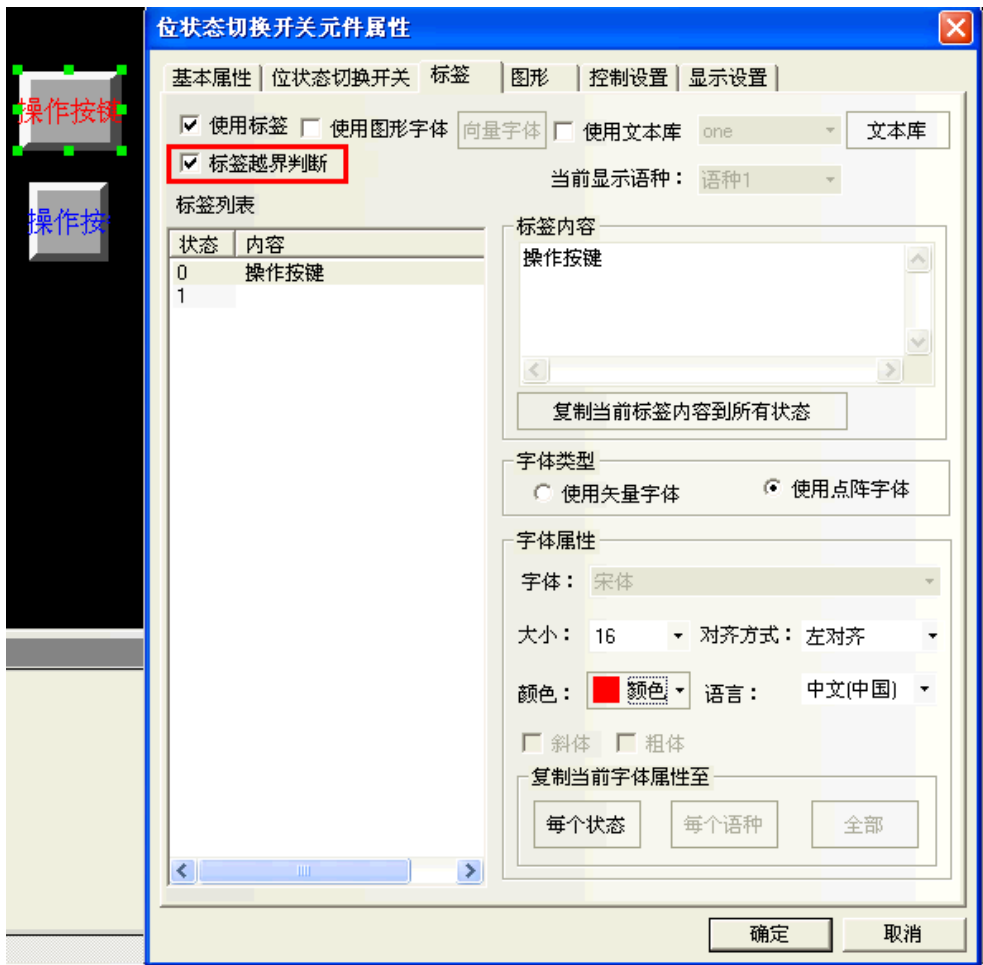 位状态切换开关元件属性
操作按键
操作按
基本属性 位状态切换开关 标签 图形 控制设置 显示设置
使用标签 使用图形字体 向量字体 使用文本库 one 文本库
标签越界判断
当前显示语种： 语种1
标签列表
状态 内容
0 操作按键
1
标签内容
操作按键
复制当前标签内容到所有状态
字体类型
使用矢量字体 使用点阵字体
字体属性
字体： 宋体
大小： 16 对齐方式： 左对齐
颜色： 颜色 语言： 中文(中国)
斜体 粗体
复制当前字体属性至
每个状态 每个语种 全部
确定 取消